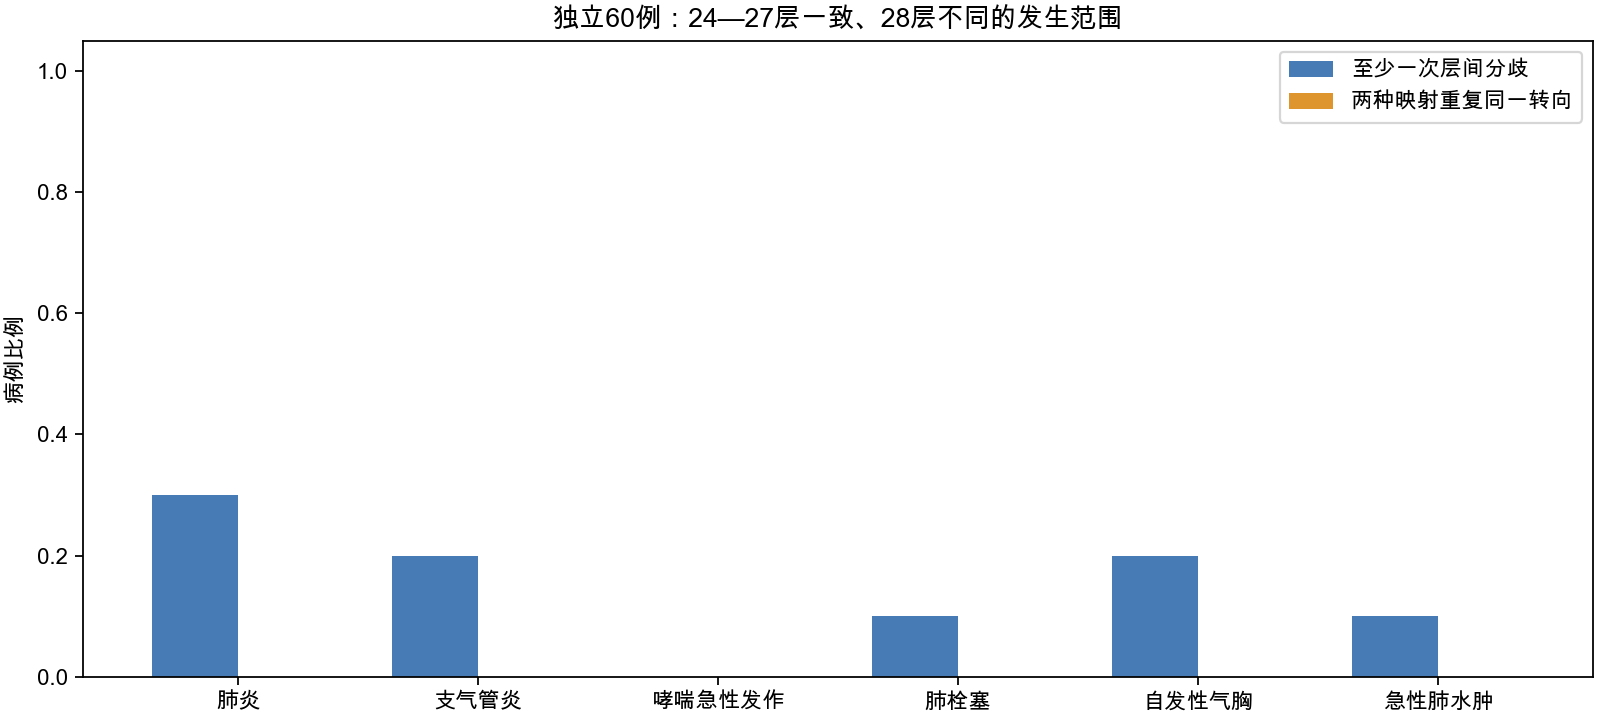 独立60例：24—27层一致、28层不同的发生范围
至少一次层间分歧
两种映射重复同一转向
病例比例
1.0
0.8
0.6
0.4
0.2
0.0
肺炎
支气管炎
哮喘急性发作
肺栓塞
自发性气胸
急性肺水肿